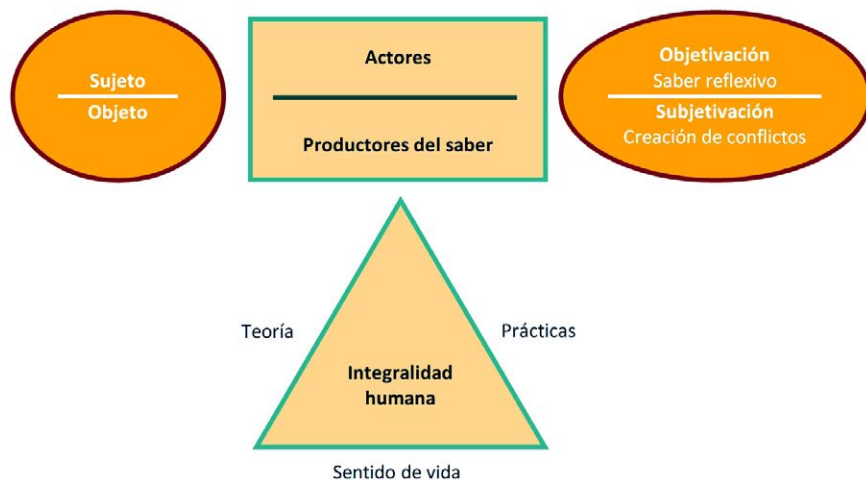 Sujeto
Objeto
Actores
Productores del saber
Objetivación
Saber reflexivo
Subjetivación
Creación de conflictos
Teoría
Prácticas
Integralidad
humana
Sentido de vida